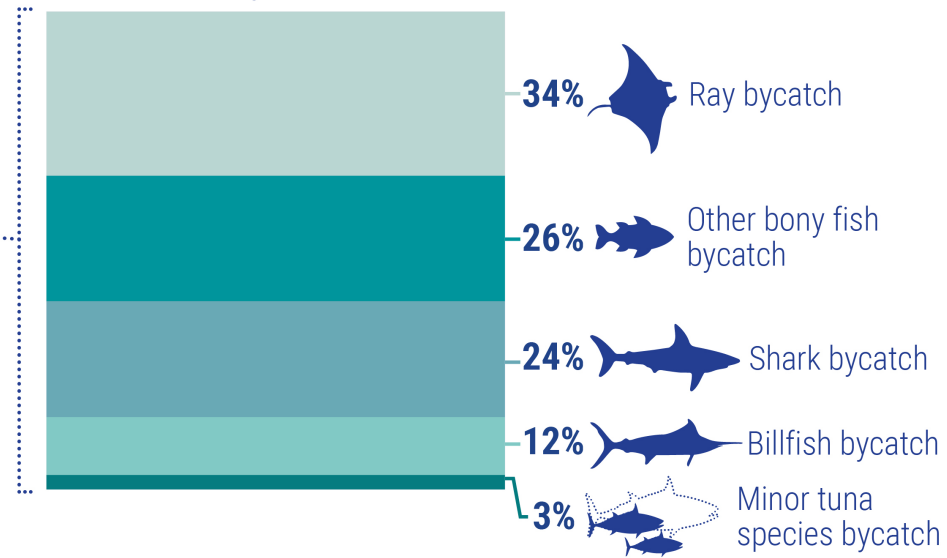 34% Ray bycatch
26% Other bony fish
bycatch
24% Shark bycatch
12% Billfish bycatch
3% Minor tuna
species bycatch